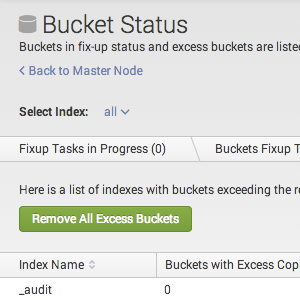 Bucket Status
Buckets in fix-up status and excess buckets are liste
Back to Master Node
Select Index: all
Fixup Tasks in Progress (0) Buckets Fixup T
Here is a list of indexes with buckets exceeding the r
Remove All Excess Buckets
Index Name Buckets with Excess Cop
_audit 0